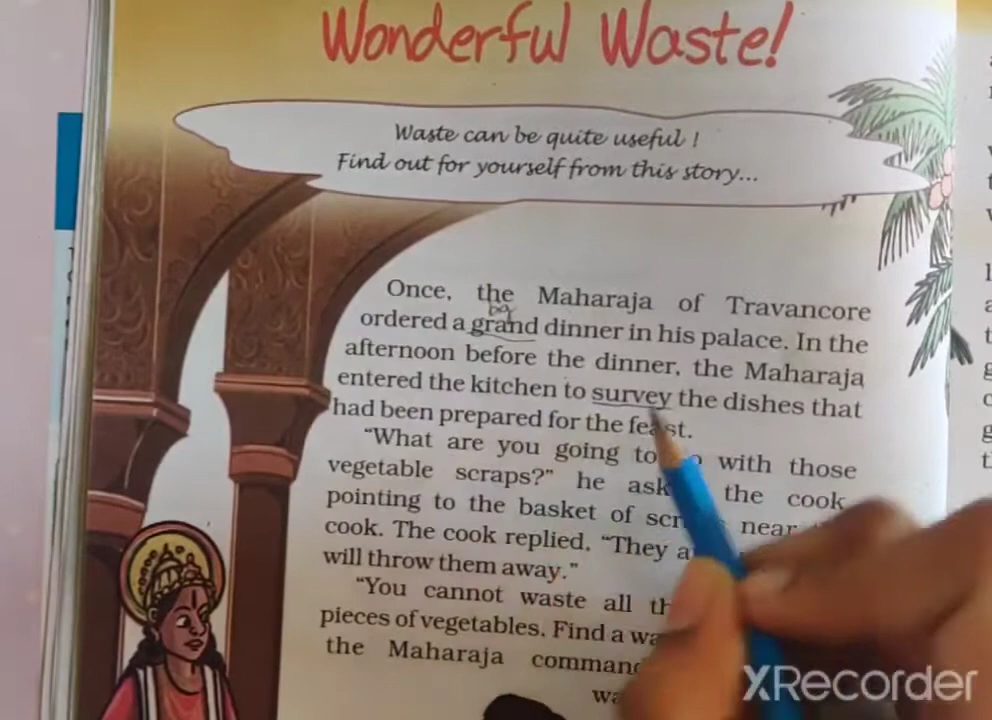 Wonderful Waste!
Waste can be quite useful !
Find out for yourself from this story...
Once, the Maharaja of Travancore
ordered a grand dinner in his palace. In the
afternoon before the dinner, the Maharaja
entered the kitchen to survey the dishes that
had been prepared for the feast.
"What are you going to with those
vegetable scraps?" he the cook
pointing to the basket of near
cook. The cook replied, "They
will throw them away."
"You cannot waste all
pieces of vegetables. Find a
the Maharaja
XRecorder